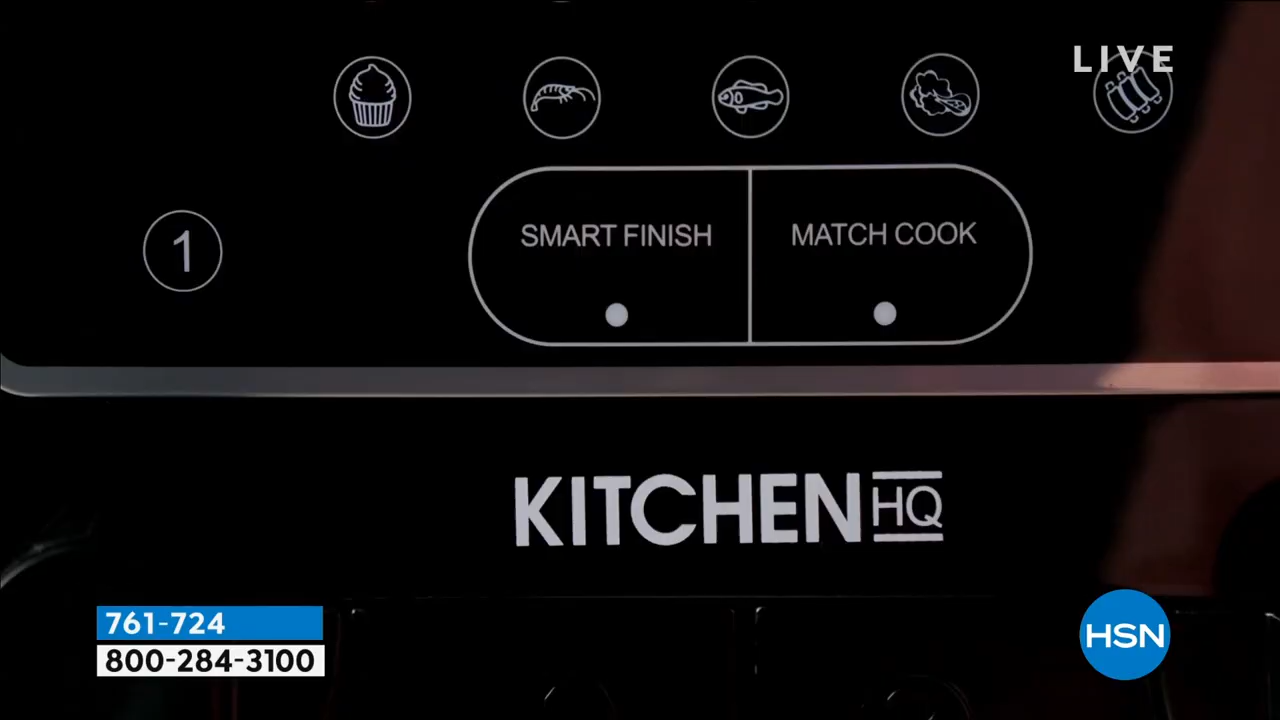 LIVE
1
SMART FINISH
MATCH COOK
KITCHEN HQ
761-724
800-284-3100
HSN